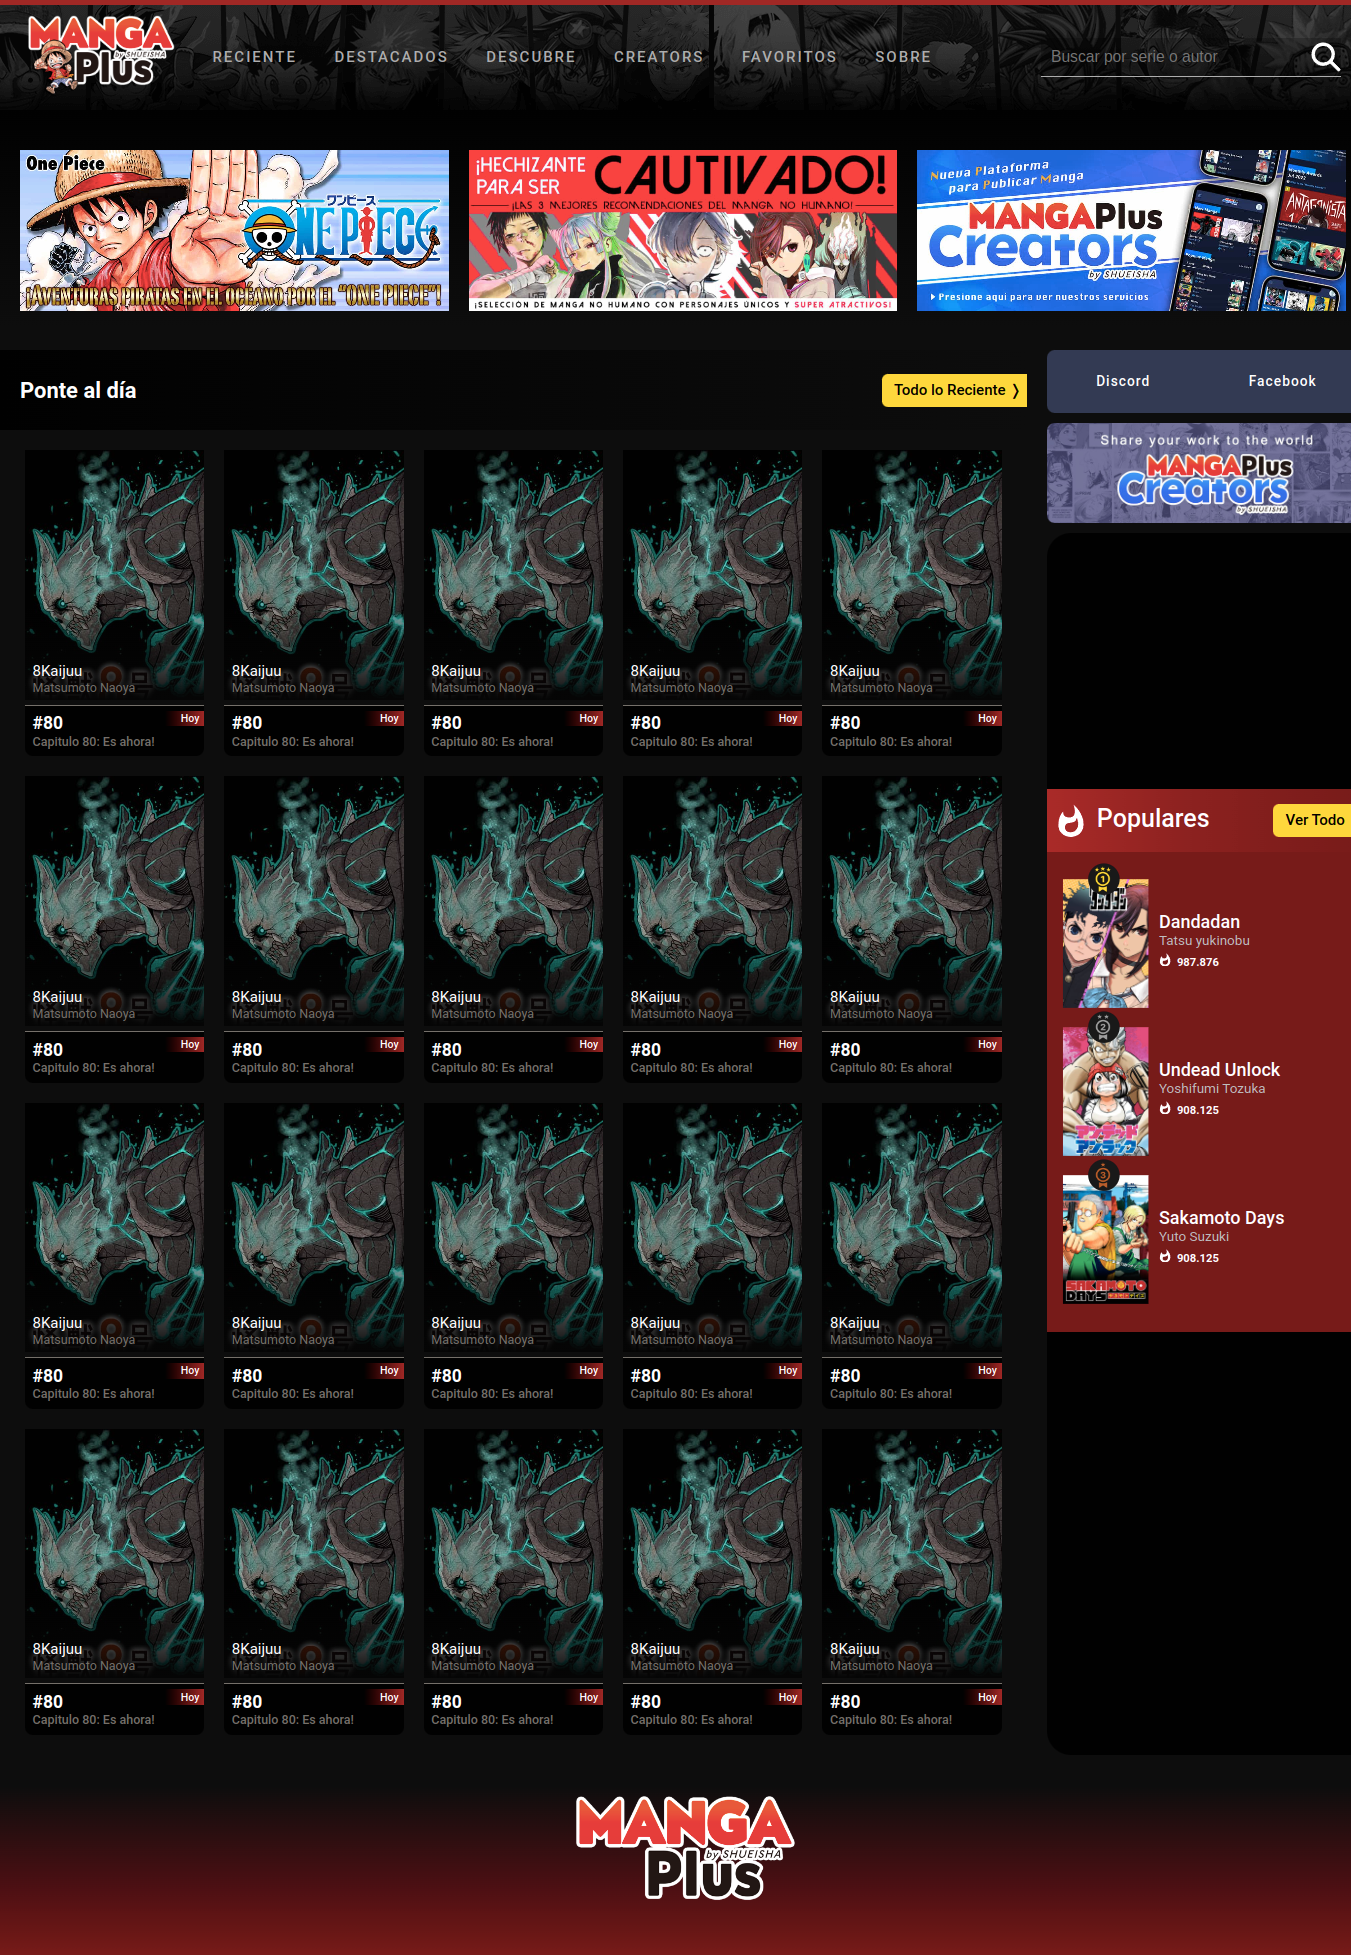 MANGA
by SHUEISHA
Plus
RECIENTE DESTACADOS DESCUBRE CREATORS FAVORITOS SOBRE
Buscar por serie o autor
One Piece
ワンピース
ONE PIECE
¡AVENTURAS PIRATAS EN EL OCÉANO POR EL "ONE PIECE"!
¡HECHIZANTE
PARA SER
CAUTIVADO!
¡LAS 3 MEJORES RECOMENDACIONES DEL MANGA NO HUMANO!
¡SELECCIÓN DE MANGA NO HUMANO CON PERSONAJES ÚNICOS Y SUPER ATRACTIVOS!
Nueva Plataforma
para Publicar Manga
MANGAPlus
Creators
by SHUEISHA
Presione aquí para ver nuestros servicios
ANTAGONISTA
Ponte al día
Todo lo Reciente ❭
Discord Facebook
Share your work to the world
MANGAPlus
Creators
by SHUEISHA
8Kaijuu 8Kaijuu 8Kaijuu 8Kaijuu 8Kaijuu
Matsumoto Naoya Matsumoto Naoya Matsumoto Naoya Matsumoto Naoya Matsumoto Naoya
#80 Hoy #80 Hoy #80 Hoy #80 Hoy #80 Hoy
Capitulo 80: Es ahora! Capitulo 80: Es ahora! Capitulo 80: Es ahora! Capitulo 80: Es ahora! Capitulo 80: Es ahora!
8Kaijuu 8Kaijuu 8Kaijuu 8Kaijuu 8Kaijuu
Matsumoto Naoya Matsumoto Naoya Matsumoto Naoya Matsumoto Naoya Matsumoto Naoya
#80 Hoy #80 Hoy #80 Hoy #80 Hoy #80 Hoy
Capitulo 80: Es ahora! Capitulo 80: Es ahora! Capitulo 80: Es ahora! Capitulo 80: Es ahora! Capitulo 80: Es ahora!
8Kaijuu 8Kaijuu 8Kaijuu 8Kaijuu 8Kaijuu
Matsumoto Naoya Matsumoto Naoya Matsumoto Naoya Matsumoto Naoya Matsumoto Naoya
#80 Hoy #80 Hoy #80 Hoy #80 Hoy #80 Hoy
Capitulo 80: Es ahora! Capitulo 80: Es ahora! Capitulo 80: Es ahora! Capitulo 80: Es ahora! Capitulo 80: Es ahora!
8Kaijuu 8Kaijuu 8Kaijuu 8Kaijuu 8Kaijuu
Matsumoto Naoya Matsumoto Naoya Matsumoto Naoya Matsumoto Naoya Matsumoto Naoya
#80 Hoy #80 Hoy #80 Hoy #80 Hoy #80 Hoy
Capitulo 80: Es ahora! Capitulo 80: Es ahora! Capitulo 80: Es ahora! Capitulo 80: Es ahora! Capitulo 80: Es ahora!
Populares
Ver Todo
1
Dandadan
Tatsu yukinobu
987.876
2
Undead Unlock
Yoshifumi Tozuka
908.125
アンデッド
アンラック
3
Sakamoto Days
Yuto Suzuki
908.125
SAKAMOTO
DAYS
MANGA
by SHUEISHA
Plus